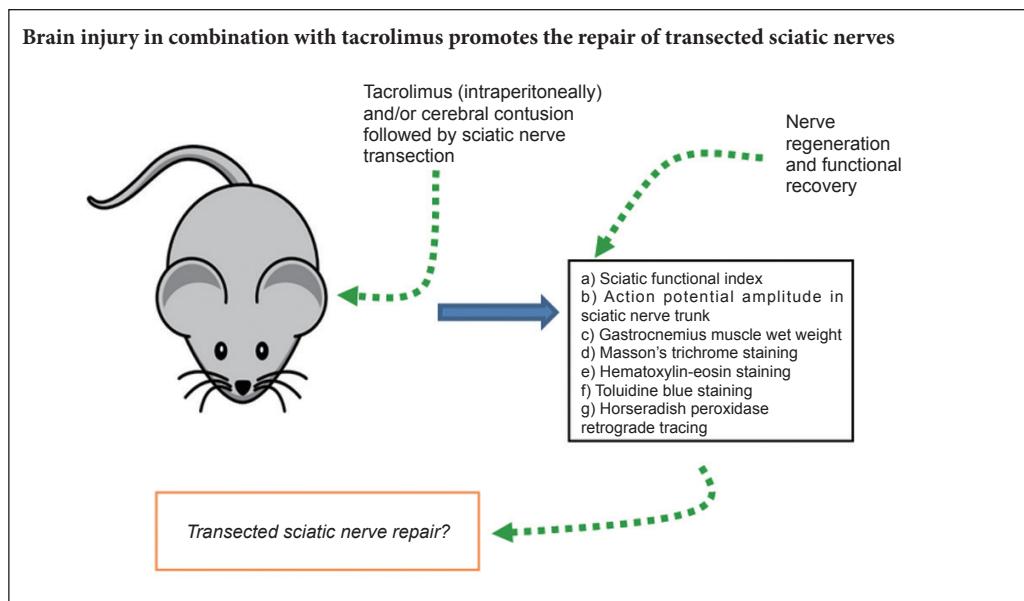 Brain injury in combination with tacrolimus promotes the repair of transected sciatic nerves
Tacrolimus (intraperitoneally)
and/or cerebral contusion
followed by sciatic nerve
transection
Nerve
regeneration
and functional
recovery
a) Sciatic functional index
b) Action potential amplitude in
sciatic nerve trunk
c) Gastrocnemius muscle wet weight
d) Masson's trichrome staining
e) Hematoxylin-eosin staining
f) Toluidine blue staining
g) Horseradish peroxidase
retrograde tracing
Transected sciatic nerve repair?